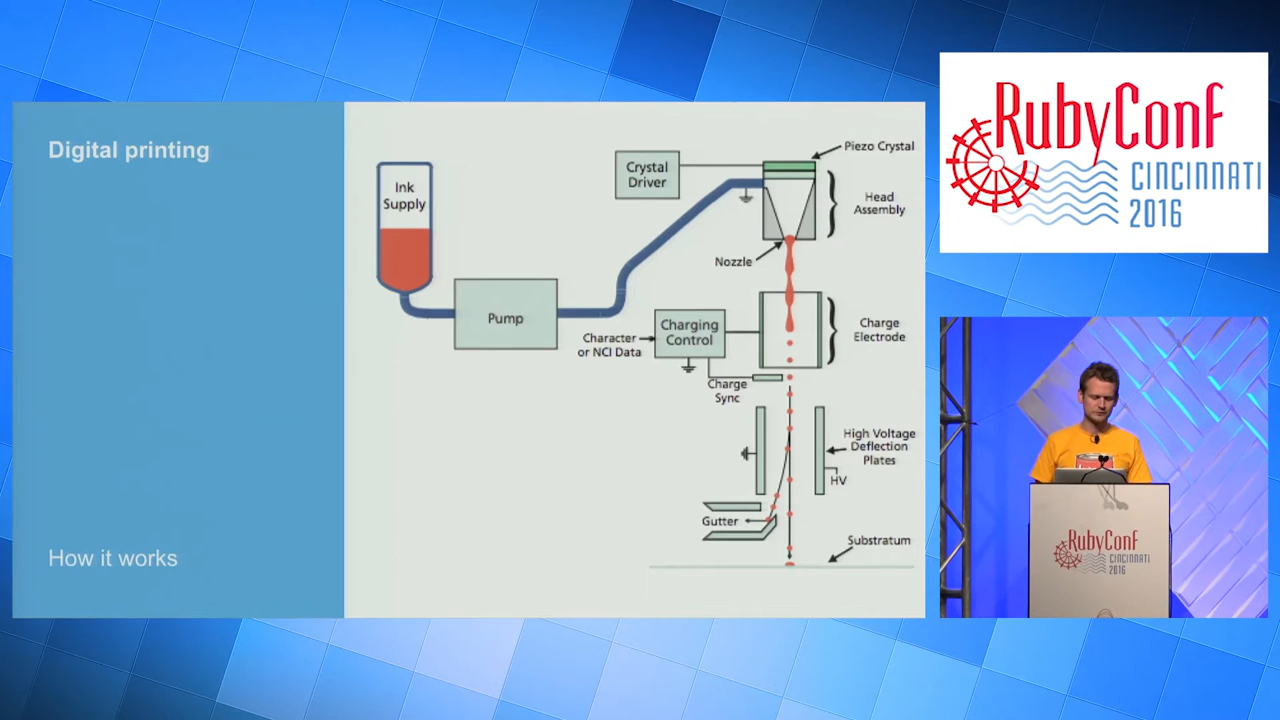 Digital printing
How it works
Ink
Supply
Pump
Crystal
Driver
Piezo Crystal
Head
Assembly
Nozzle
Charging
Control
Character
or NCI Data
Charge
Electrode
Charge
Sync
High Voltage
Deflection
Plates
HV
Gutter
Substratum
RubyConf
CINCINNATI
2016
RubyConf
CINCINNATI
2016